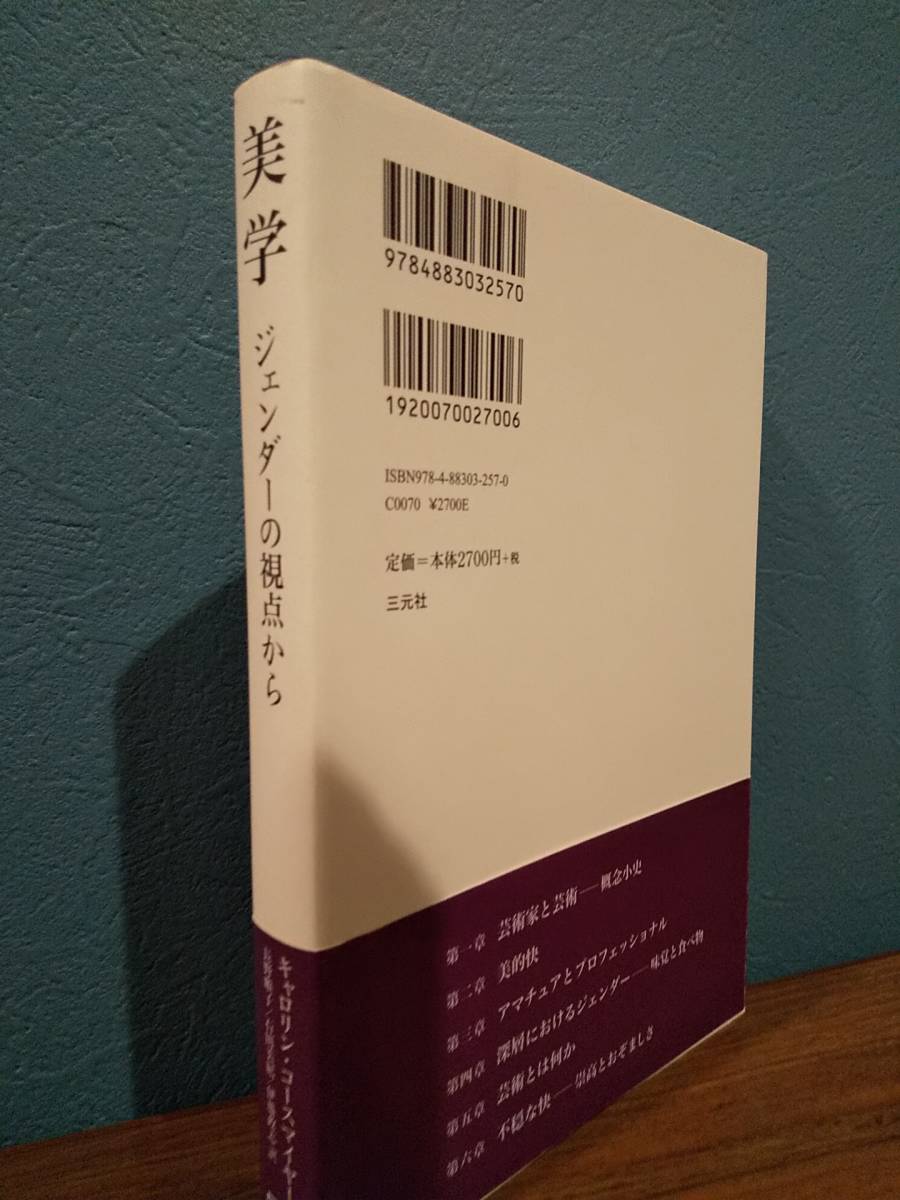 美学 ジェンダーの視点から
キャロリン・コースマイヤー
9784883032570
1920070027006
ISBN978-4-88303-257-0
C0070 ¥2700E
定価=本体2700円+税
三元社
第一章 芸術家と芸術──概念小史
第二章 美的快
第三章 アマチュアとプロフェッショナル
第四章 深層におけるジェンダー──味覚と食べ物
第五章 芸術とは何か
第六章 不穏な快──崇高とおぞましさ